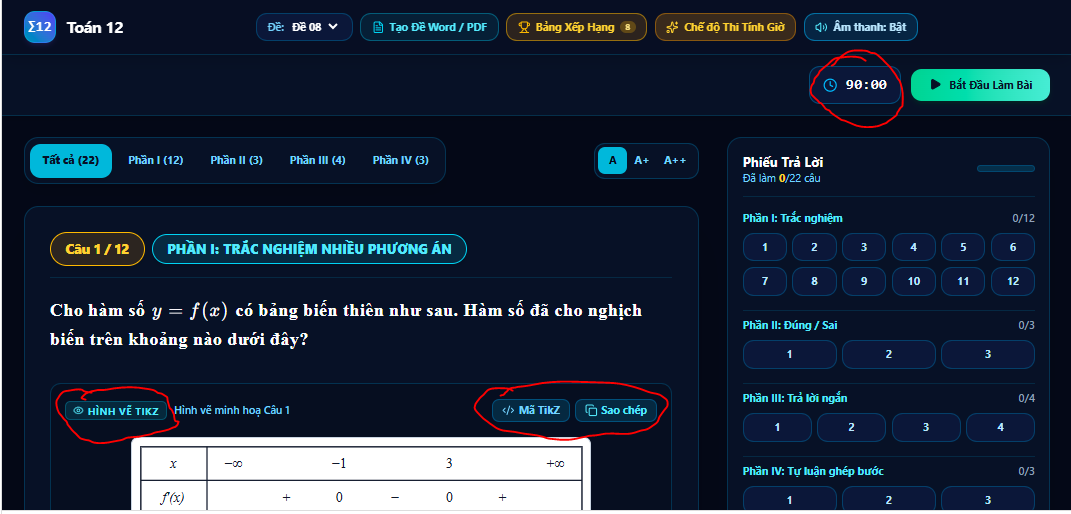 Σ12 Toán 12 Đề: Đề 08 Tạo Đề Word / PDF Bảng Xếp Hạng 8 Chế độ Thi Tính Giờ Âm thanh: Bật
90:00 Bắt Đầu Làm Bài
Tất cả (22) Phần I (12) Phần II (3) Phần III (4) Phần IV (3) A A+ A++
Câu 1 / 12 PHẦN I: TRẮC NGHIỆM NHIỀU PHƯƠNG ÁN
Cho hàm số y = f(x) có bảng biến thiên như sau. Hàm số đã cho nghịch
biến trên khoảng nào dưới đây?
HÌNH VẼ TIKZ Hình vẽ minh hoạ Câu 1 Mã TikZ Sao chép
x −∞ −1 3 +∞
f'(x) + 0 − 0 +
Phiếu Trả Lời
Đã làm 0/22 câu
Phần I: Trắc nghiệm 0/12
1 2 3 4 5 6
7 8 9 10 11 12
Phần II: Đúng / Sai 0/3
1 2 3
Phần III: Trả lời ngắn 0/4
1 2 3 4
Phần IV: Tự luận ghép bước 0/3
1 2 3